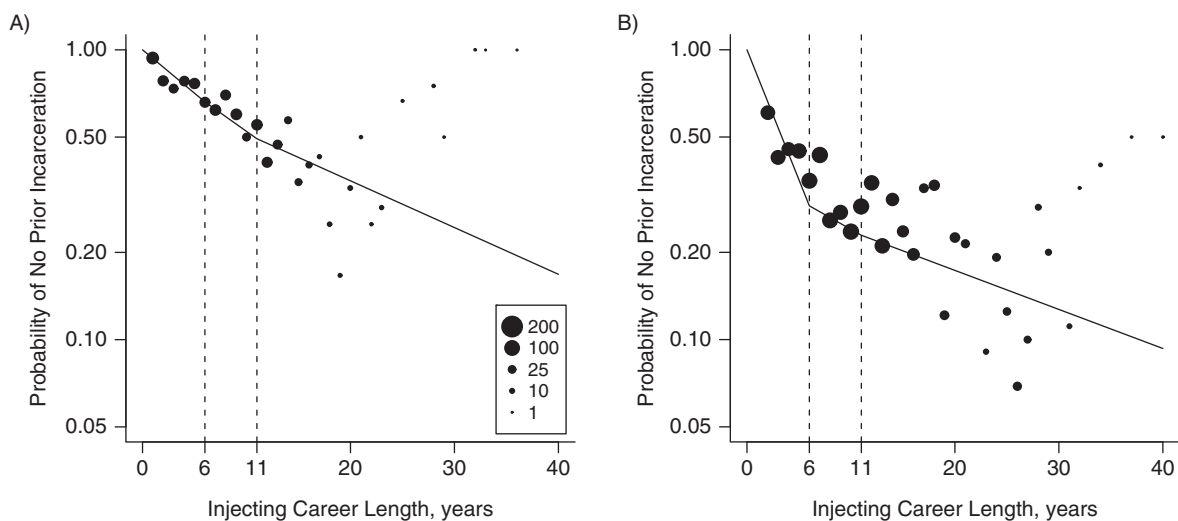 A)
Probability of No Prior Incarceration
1.00
0.50
0.20
0.10
0.05
200
100
25
10
1
0 6 11 20 30 40
Injecting Career Length, years
B)
Probability of No Prior Incarceration
1.00
0.50
0.20
0.10
0.05
0 6 11 20 30 40
Injecting Career Length, years